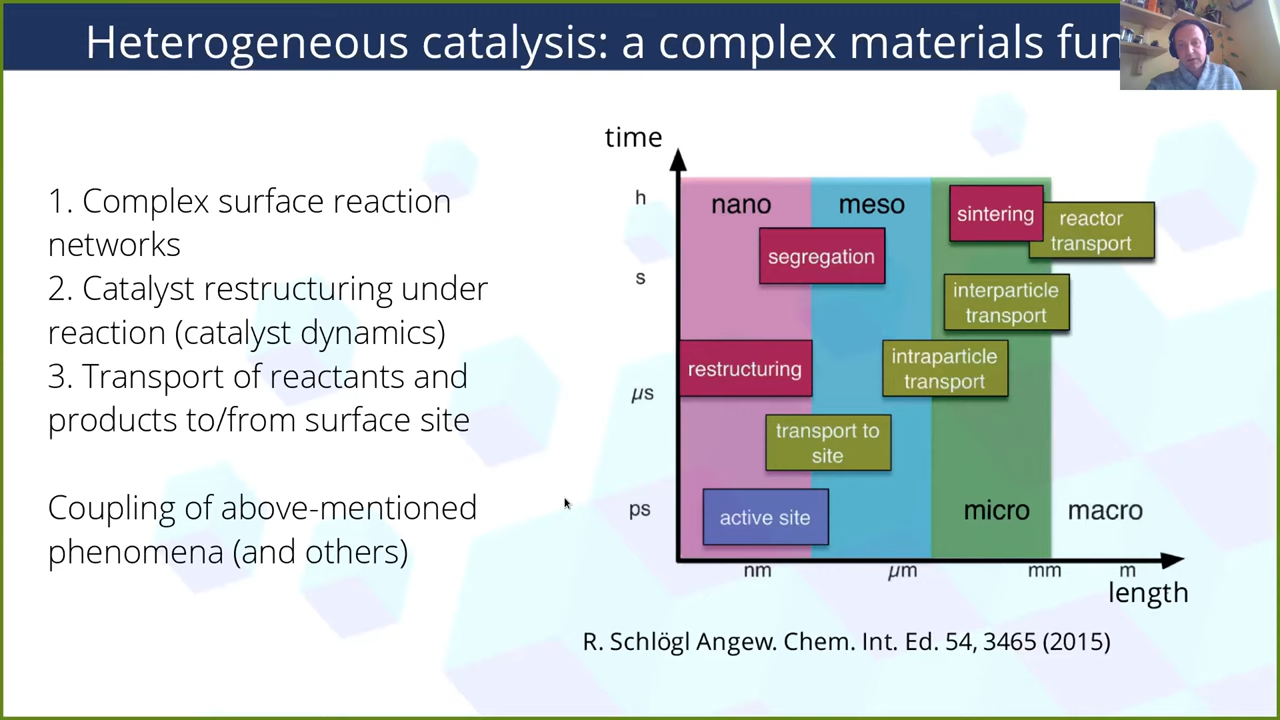 Heterogeneous catalysis: a complex materials
1. Complex surface reaction
networks
2. Catalyst restructuring under
reaction (catalyst dynamics)
3. Transport of reactants and
products to/from surface site
Coupling of above-mentioned
phenomena (and others)
time
h
s
µs
ps
nano
meso
micro
macro
sintering
reactor
transport
segregation
interparticle
transport
restructuring
intraparticle
transport
transport to
site
active site
nm
µm
mm
m
length
R. Schlögl Angew. Chem. Int. Ed. 54, 3465 (2015)